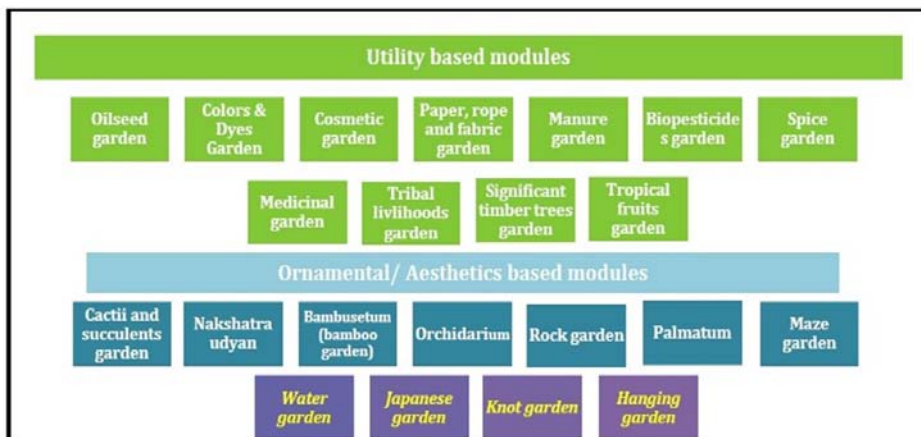 Utility based modules
Oilseed
garden
Colors &
Dyes
Garden
Cosmetic
garden
Paper, rope
and fabric
garden
Manure
garden
Biopesticide
s garden
Spice
garden
Medicinal
garden
Tribal
livlihoods
garden
Significant
timber trees
garden
Tropical
fruits
garden
Ornamental/ Aesthetics based modules
Cactii and
succulents
garden
Nakshatra
udyan
Bambusetum
(bamboo
garden)
Orchidarium
Rock garden
Palmatum
Maze
garden
Water
garden
Japanese
garden
Knot garden
Hanging
garden